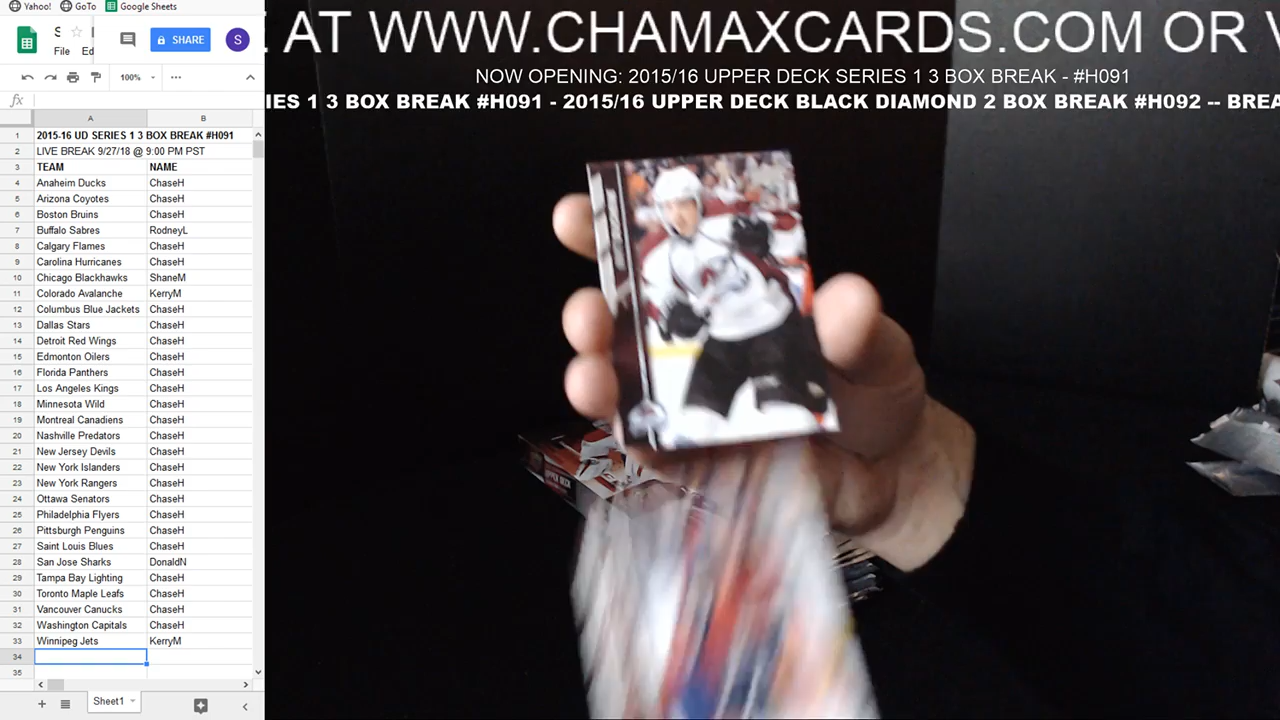 Yahoo! GoTo Google Sheets
S
File Ed
SHARE
S
100%
fx
A B
1 2015-16 UD SERIES 1 3 BOX BREAK #H091
2 LIVE BREAK 9/27/18 @ 9:00 PM PST
3 TEAM NAME
4 Anaheim Ducks ChaseH
5 Arizona Coyotes ChaseH
6 Boston Bruins ChaseH
7 Buffalo Sabres RodneyL
8 Calgary Flames ChaseH
9 Carolina Hurricanes ChaseH
10 Chicago Blackhawks ShaneM
11 Colorado Avalanche KerryM
12 Columbus Blue Jackets ChaseH
13 Dallas Stars ChaseH
14 Detroit Red Wings ChaseH
15 Edmonton Oilers ChaseH
16 Florida Panthers ChaseH
17 Los Angeles Kings ChaseH
18 Minnesota Wild ChaseH
19 Montreal Canadiens ChaseH
20 Nashville Predators ChaseH
21 New Jersey Devils ChaseH
22 New York Islanders ChaseH
23 New York Rangers ChaseH
24 Ottawa Senators ChaseH
25 Philadelphia Flyers ChaseH
26 Pittsburgh Penguins ChaseH
27 Saint Louis Blues ChaseH
28 San Jose Sharks DonaldN
29 Tampa Bay Lighting ChaseH
30 Toronto Maple Leafs ChaseH
31 Vancouver Canucks ChaseH
32 Washington Capitals ChaseH
33 Winnipeg Jets KerryM
34
35
Sheet1
AT WWW.CHAMAXCARDS.COM OR V
NOW OPENING: 2015/16 UPPER DECK SERIES 1 3 BOX BREAK - #H091
IES 1 3 BOX BREAK #H091 - 2015/16 UPPER DECK BLACK DIAMOND 2 BOX BREAK #H092 -- BREA
UPPER DECK